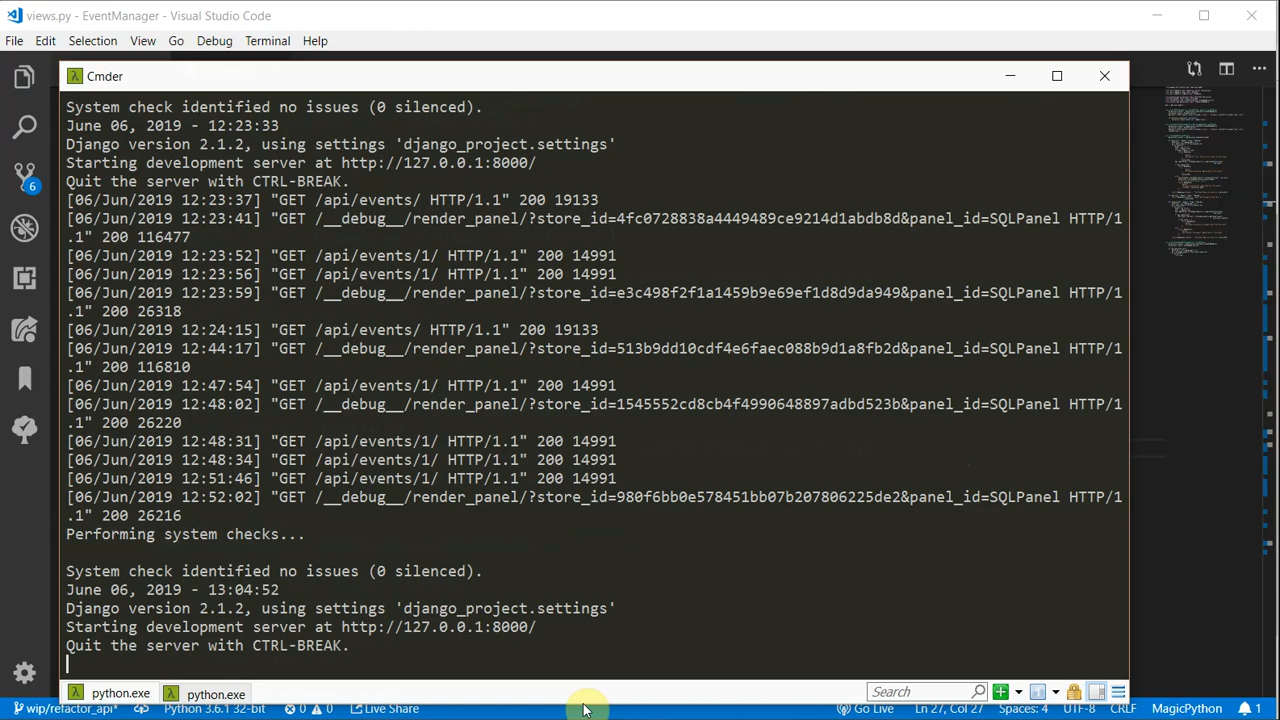 views.py - EventManager - Visual Studio Code
File Edit Selection View Go Debug Terminal Help
Cmder
System check identified no issues (0 silenced).
June 06, 2019 - 12:23:33
Django version 2.1.2, using settings 'django_project.settings'
Starting development server at http://127.0.0.1:8000/
Quit the server with CTRL-BREAK.
[06/Jun/2019 12:23:37] "GET /api/events/ HTTP/1.1" 200 19133
[06/Jun/2019 12:23:41] "GET /__debug__/render_panel/?store_id=4fc0728838a4449489ce9214d1abdb8d&panel_id=SQLPanel HTTP/1
.1" 200 116477
[06/Jun/2019 12:23:52] "GET /api/events/1/ HTTP/1.1" 200 14991
[06/Jun/2019 12:23:56] "GET /api/events/1/ HTTP/1.1" 200 14991
[06/Jun/2019 12:23:59] "GET /__debug__/render_panel/?store_id=e3c498f2f1a1459b9e69ef1d8d9da949&panel_id=SQLPanel HTTP/1
.1" 200 26318
[06/Jun/2019 12:24:15] "GET /api/events/ HTTP/1.1" 200 19133
[06/Jun/2019 12:44:17] "GET /__debug__/render_panel/?store_id=513b9dd10cdf4e6faec088b9d1a8fb2d&panel_id=SQLPanel HTTP/1
.1" 200 116810
[06/Jun/2019 12:47:54] "GET /api/events/1/ HTTP/1.1" 200 14991
[06/Jun/2019 12:48:02] "GET /__debug__/render_panel/?store_id=1545552cd8cb4f4990648897adbd523b&panel_id=SQLPanel HTTP/1
.1" 200 26220
[06/Jun/2019 12:48:31] "GET /api/events/1/ HTTP/1.1" 200 14991
[06/Jun/2019 12:48:34] "GET /api/events/1/ HTTP/1.1" 200 14991
[06/Jun/2019 12:51:46] "GET /api/events/1/ HTTP/1.1" 200 14991
[06/Jun/2019 12:52:02] "GET /__debug__/render_panel/?store_id=980f6bb0e578451bb07b207806225de2&panel_id=SQLPanel HTTP/1
.1" 200 26216
Performing system checks...
System check identified no issues (0 silenced).
June 06, 2019 - 13:04:52
Django version 2.1.2, using settings 'django_project.settings'
Starting development server at http://127.0.0.1:8000/
Quit the server with CTRL-BREAK.
6
python.exe python.exe Search
wip/refactor_api* Python 3.6.1 32-bit 0 0 Live Share Go Live Ln 27, Col 27 Spaces: 4 UTF-8 CRLF MagicPython 1